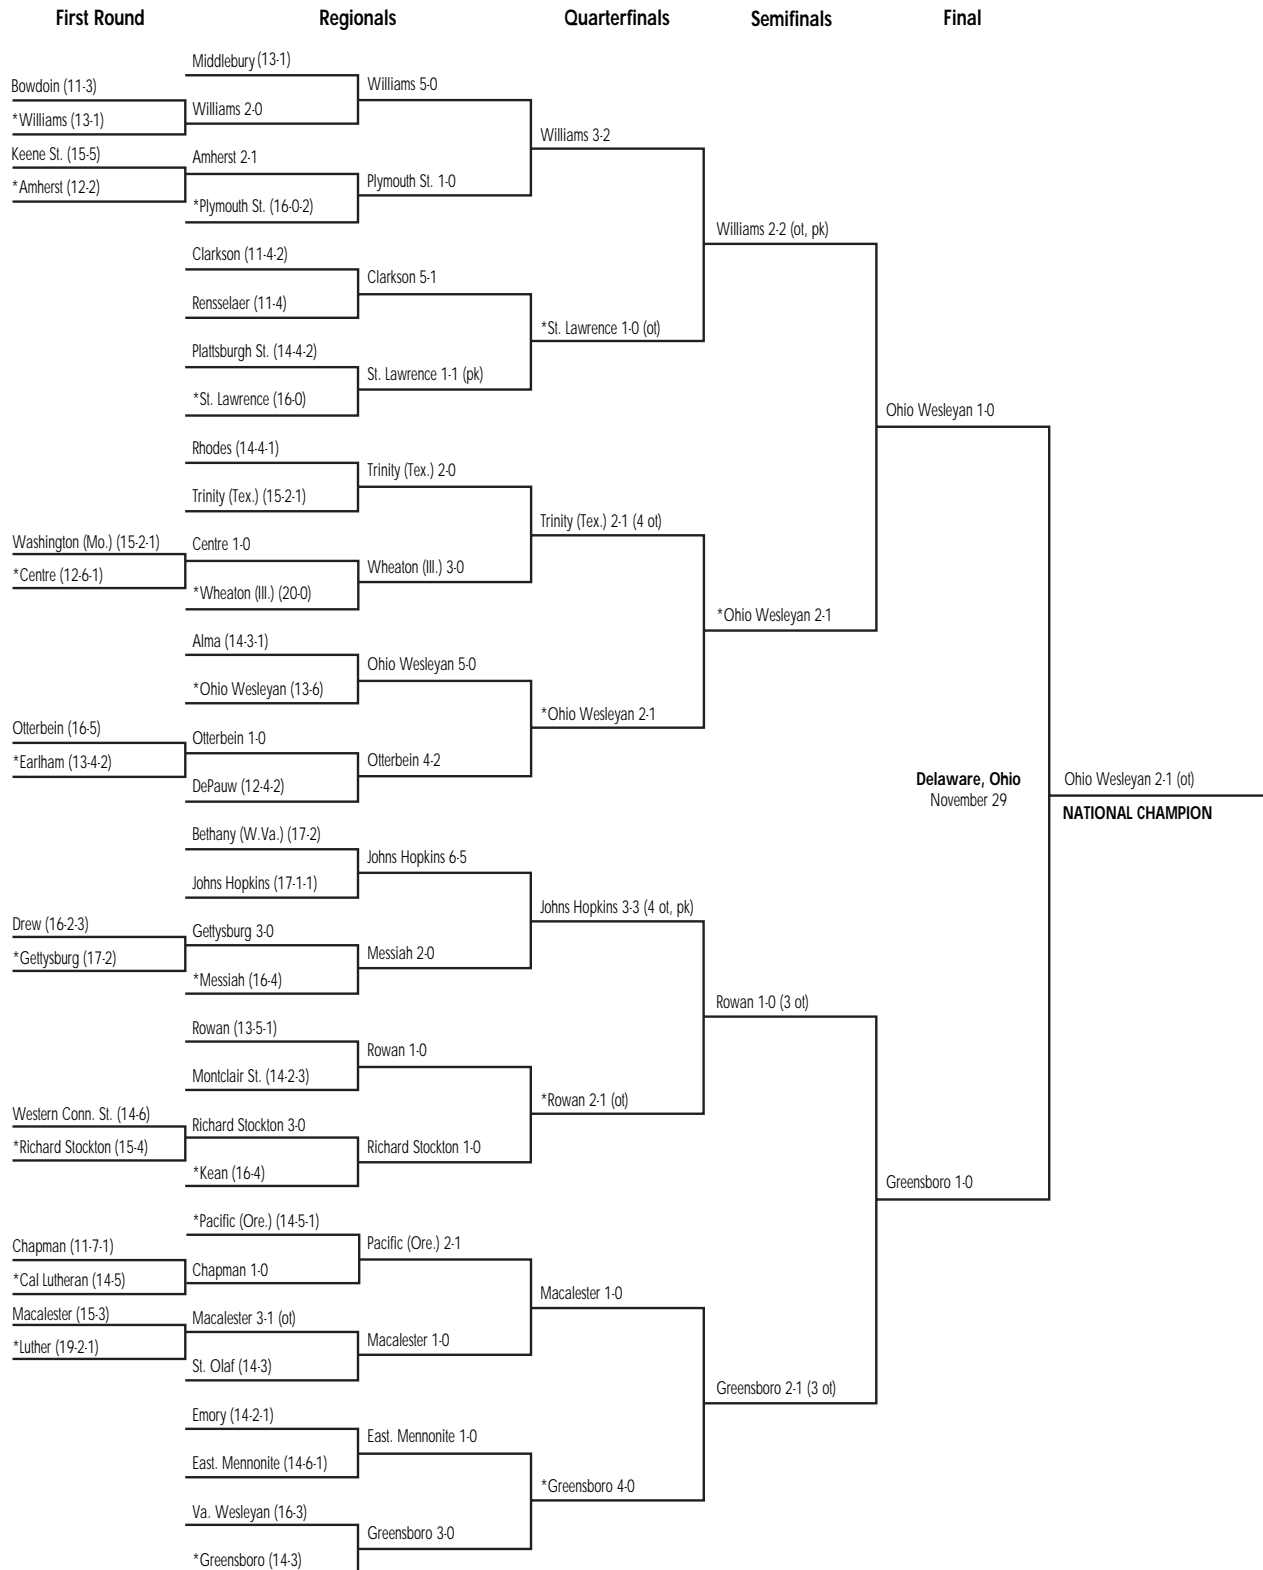 First Round
Regionals
Quarterfinals
Semifinals
Final
Middlebury (13-1)
Bowdoin (11-3)
Williams 5-0
Williams 2-0
*Williams (13-1)
Williams 3-2
Keene St. (15-5)
Amherst 2-1
*Amherst (12-2)
Plymouth St. 1-0
*Plymouth St. (16-0-2)
Williams 2-2 (ot, pk)
Clarkson (11-4-2)
Clarkson 5-1
Rensselaer (11-4)
*St. Lawrence 1-0 (ot)
Plattsburgh St. (14-4-2)
St. Lawrence 1-1 (pk)
*St. Lawrence (16-0)
Ohio Wesleyan 1-0
Rhodes (14-4-1)
Trinity (Tex.) 2-0
Trinity (Tex.) (15-2-1)
Trinity (Tex.) 2-1 (4 ot)
Washington (Mo.) (15-2-1)
Centre 1-0
*Centre (12-6-1)
Wheaton (Ill.) 3-0
*Wheaton (Ill.) (20-0)
*Ohio Wesleyan 2-1
Alma (14-3-1)
Ohio Wesleyan 5-0
*Ohio Wesleyan (13-6)
*Ohio Wesleyan 2-1
Otterbein (16-5)
Otterbein 1-0
*Earlham (13-4-2)
Otterbein 4-2
DePauw (12-4-2)
Delaware, Ohio
November 29
Ohio Wesleyan 2-1 (ot)
NATIONAL CHAMPION
Bethany (W.Va.) (17-2)
Johns Hopkins 6-5
Johns Hopkins (17-1-1)
Johns Hopkins 3-3 (4 ot, pk)
Drew (16-2-3)
Gettysburg 3-0
*Gettysburg (17-2)
Messiah 2-0
*Messiah (16-4)
Rowan 1-0 (3 ot)
Rowan (13-5-1)
Rowan 1-0
Montclair St. (14-2-3)
*Rowan 2-1 (ot)
Western Conn. St. (14-6)
Richard Stockton 3-0
*Richard Stockton (15-4)
Richard Stockton 1-0
*Kean (16-4)
Greensboro 1-0
*Pacific (Ore.) (14-5-1)
Chapman (11-7-1)
Pacific (Ore.) 2-1
Chapman 1-0
*Cal Lutheran (14-5)
Macalester 1-0
Macalester (15-3)
Macalester 3-1 (ot)
*Luther (19-2-1)
Macalester 1-0
St. Olaf (14-3)
Greensboro 2-1 (3 ot)
Emory (14-2-1)
East. Mennonite 1-0
East. Mennonite (14-6-1)
*Greensboro 4-0
Va. Wesleyan (16-3)
Greensboro 3-0
*Greensboro (14-3)